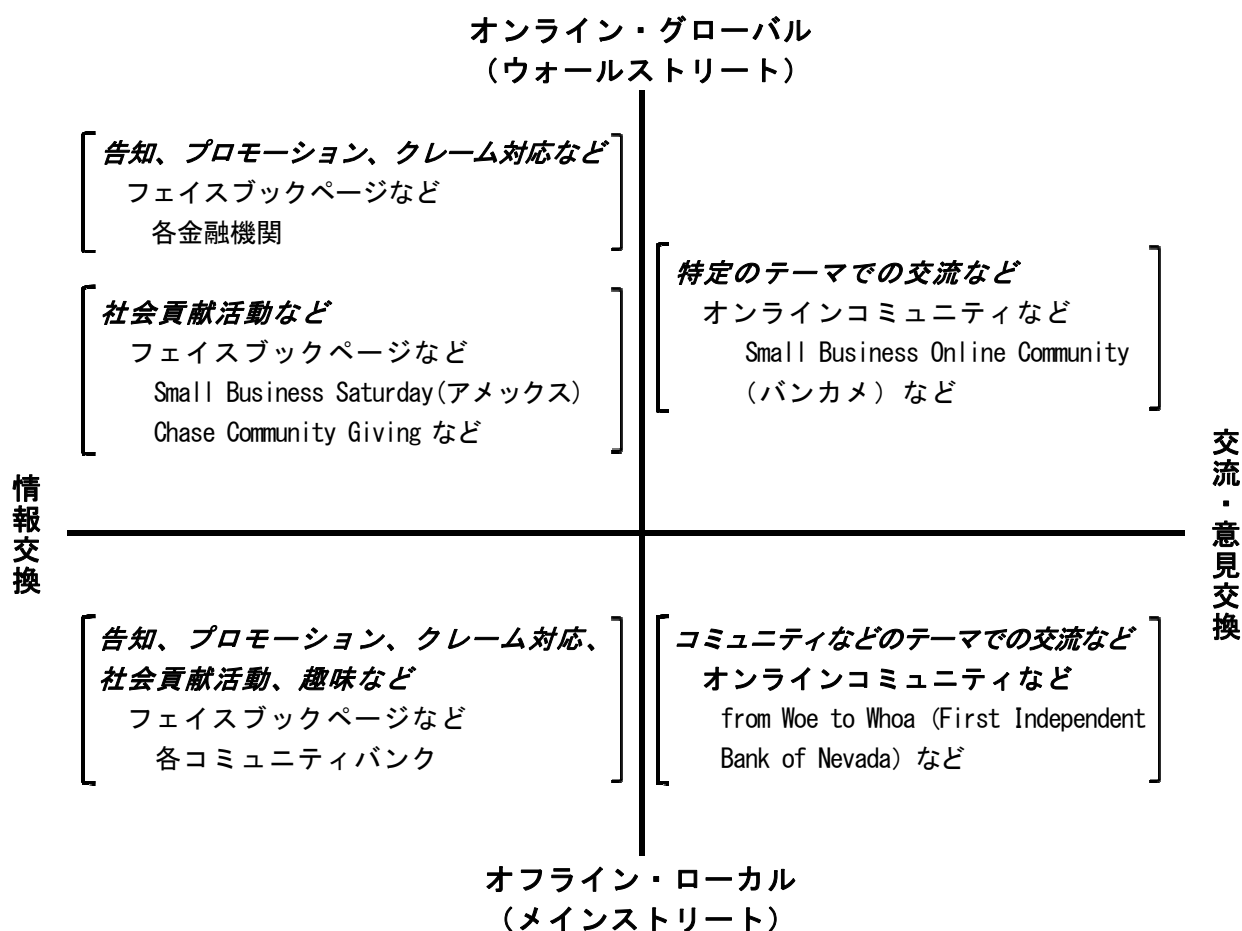 オンライン・グローバル
（ウォールストリート）
告知、プロモーション、クレーム対応など
フェイスブックページなど
各金融機関
社会貢献活動など
フェイスブックページなど
Small Business Saturday(アメックス)
Chase Community Giving など
特定のテーマでの交流など
オンラインコミュニティなど
Small Business Online Community
（バンカメ）など
情報交換
交流・意見交換
告知、プロモーション、クレーム対応、
社会貢献活動、趣味など
フェイスブックページなど
各コミュニティバンク
コミュニティなどのテーマでの交流など
オンラインコミュニティなど
from Woe to Whoa (First Independent
Bank of Nevada) など
オフライン・ローカル
（メインストリート）